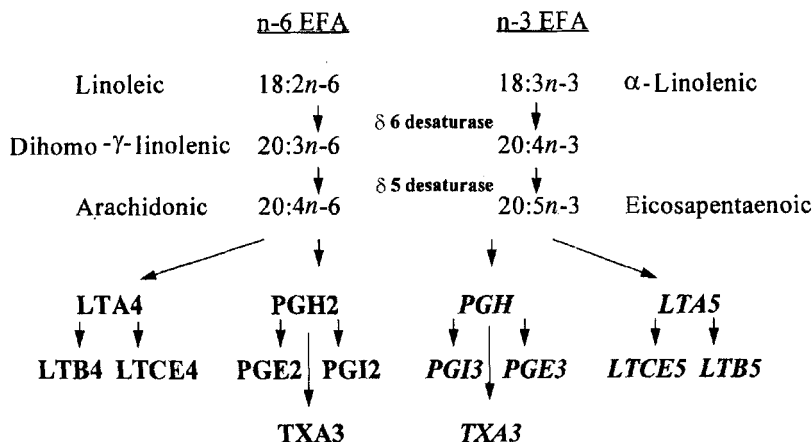 n-6 EFA n-3 EFA
Linoleic 18:2n-6 18:3n-3 α-Linolenic
δ 6 desaturase
Dihomo -γ-linolenic 20:3n-6 20:4n-3
δ 5 desaturase
Arachidonic 20:4n-6 20:5n-3 Eicosapentaenoic
LTA4 PGH2 PGH LTA5
LTB4 LTCE4 PGE2 PGI2 PGI3 PGE3 LTCE5 LTB5
TXA3 TXA3